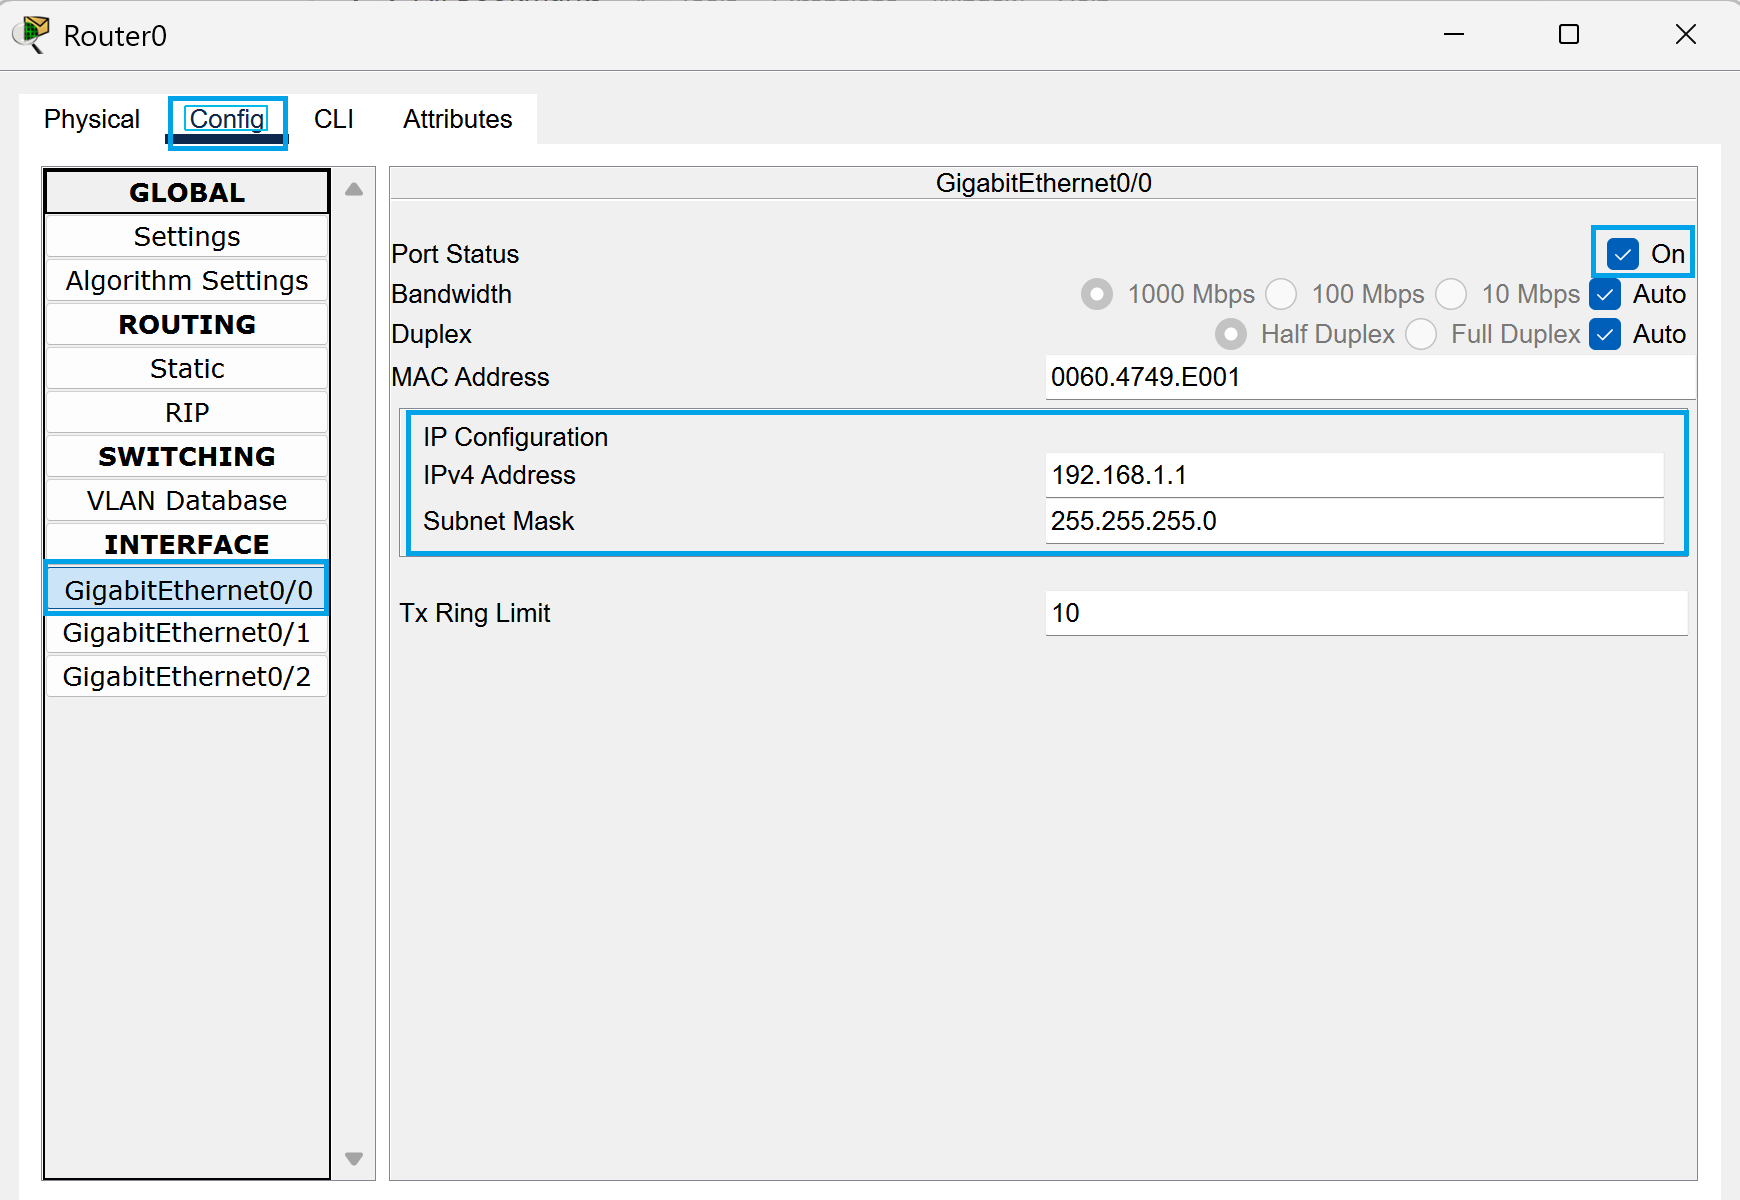 Router0
Physical Config CLI Attributes
GLOBAL
Settings
Algorithm Settings
ROUTING
Static
RIP
SWITCHING
VLAN Database
INTERFACE
GigabitEthernet0/0
GigabitEthernet0/1
GigabitEthernet0/2
GigabitEthernet0/0
Port Status On
Bandwidth 1000 Mbps 100 Mbps 10 Mbps Auto
Duplex Half Duplex Full Duplex Auto
MAC Address 0060.4749.E001
IP Configuration
IPv4 Address 192.168.1.1
Subnet Mask 255.255.255.0
Tx Ring Limit 10